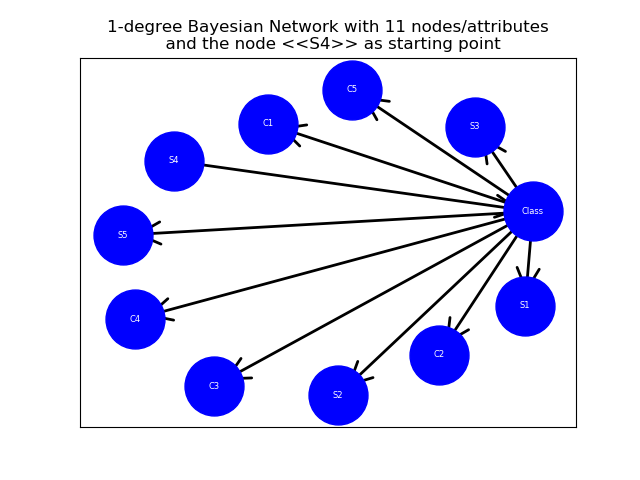 1-degree Bayesian Network with 11 nodes/attributes
and the node <<S4>> as starting point
C5
C1
S3
S4
Class
S5
S1
C4
C2
C3
S2